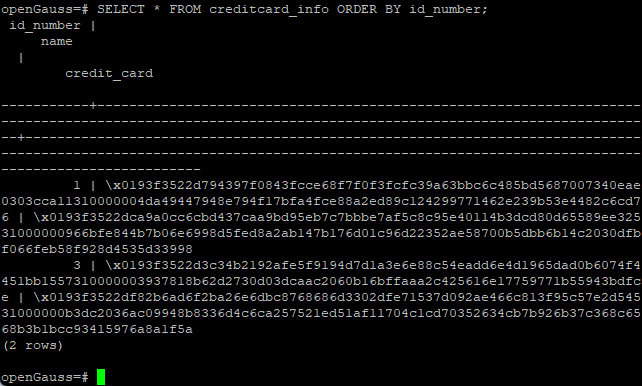 openGauss=# SELECT * FROM creditcard_info ORDER BY id_number;
 id_number |
     name
  |
        credit_card

-----------+--------------------------------------------------------------------
--------------------------------------------------------------------------------
--+-----------------------------------------------------------------------------
--------------------------------------------------------------------------------
-------------------------
         1 | \x0193f3522d794397f0843fcce68f7f0f3fcfc39a63bbc6c485bd5687007340eae
0303cca11310000004da49447948e794f17bfa4fce88a2ed89c124299771462e239b53e4482c6cd7
6 | \x0193f3522dca9a0cc6cbd437caa9bd95eb7c7bbbe7af5c8c95e40114b3dcd80d65589ee325
31000000966bfe844b7b06e6998d5fed8a2ab147b176d01c96d22352ae58700b5dbb6b14c2030dfb
f066feb58f928d4535d33998
         3 | \x0193f3522d3c34b2192afe5f9194d7d1a3e6e88c54eadd6e4d1965dad0b6074f4
451bb1557310000003937818b62d2730d03dcaac2060b16bffaaa2c425616e17759771b55943bdfc
e | \x0193f3522df82b6ad6f2ba26e6dbc8768686d3302dfe71537d092ae466c813f95c57e2d545
31000000b3dc2036ac09948b8336d4c6ca257521ed51af11704c1cd70352634cb7b926b37c368c65
68b3b1bcc93415976a8a1f5a
(2 rows)

openGauss=#